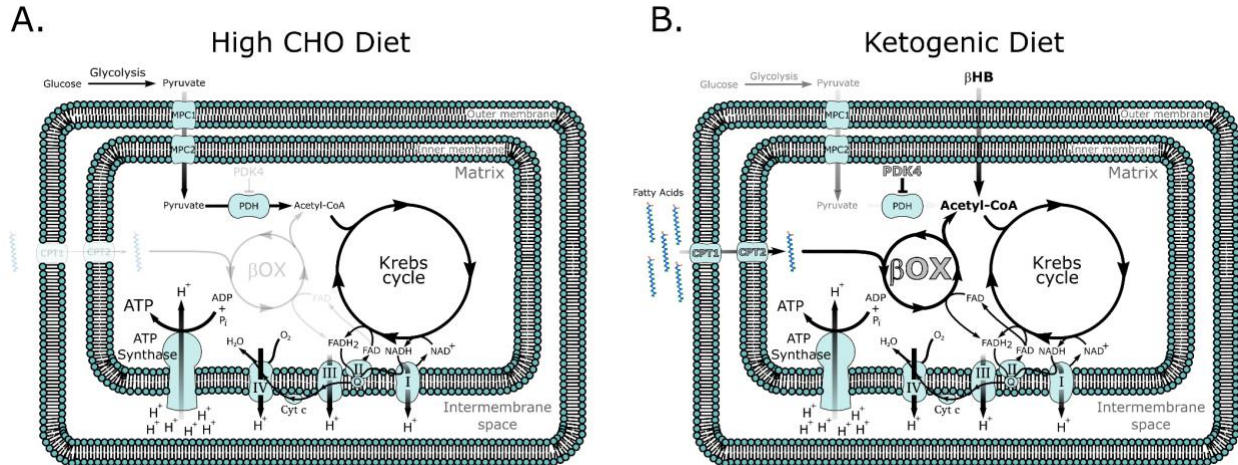 A.
High CHO Diet
Glucose
Glycolysis
Pyruvate
MPC1
Outer membrane
MPC2
Inner membrane
Matrix
PDK4
Pyruvate
PDH
Acetyl-CoA
CPT1
CPT2
βOX
Krebs
cycle
FAD
ATP
H+
ADP
+
Pi
ATP
Synthase
H2O
O2
FADH2
FAD
NADH
NAD+
IV
III
II
Q
I
Cyt c
H+
H+
H+
H+ H+ H+ H+ H+ H+
Intermembrane
space
B.
Ketogenic Diet
Glucose
Glycolysis
Pyruvate
βHB
MPC1
Outer membrane
MPC2
Inner membrane
Matrix
PDK4
Fatty Acids
Pyruvate
PDH
Acetyl-CoA
CPT1
CPT2
βOX
Krebs
cycle
FAD
ATP
H+
ADP
+
Pi
ATP
Synthase
H2O
O2
FADH2
FAD
NADH
NAD+
IV
III
II
Q
I
Cyt c
H+
H+
H+
H+ H+ H+ H+ H+ H+
Intermembrane
space